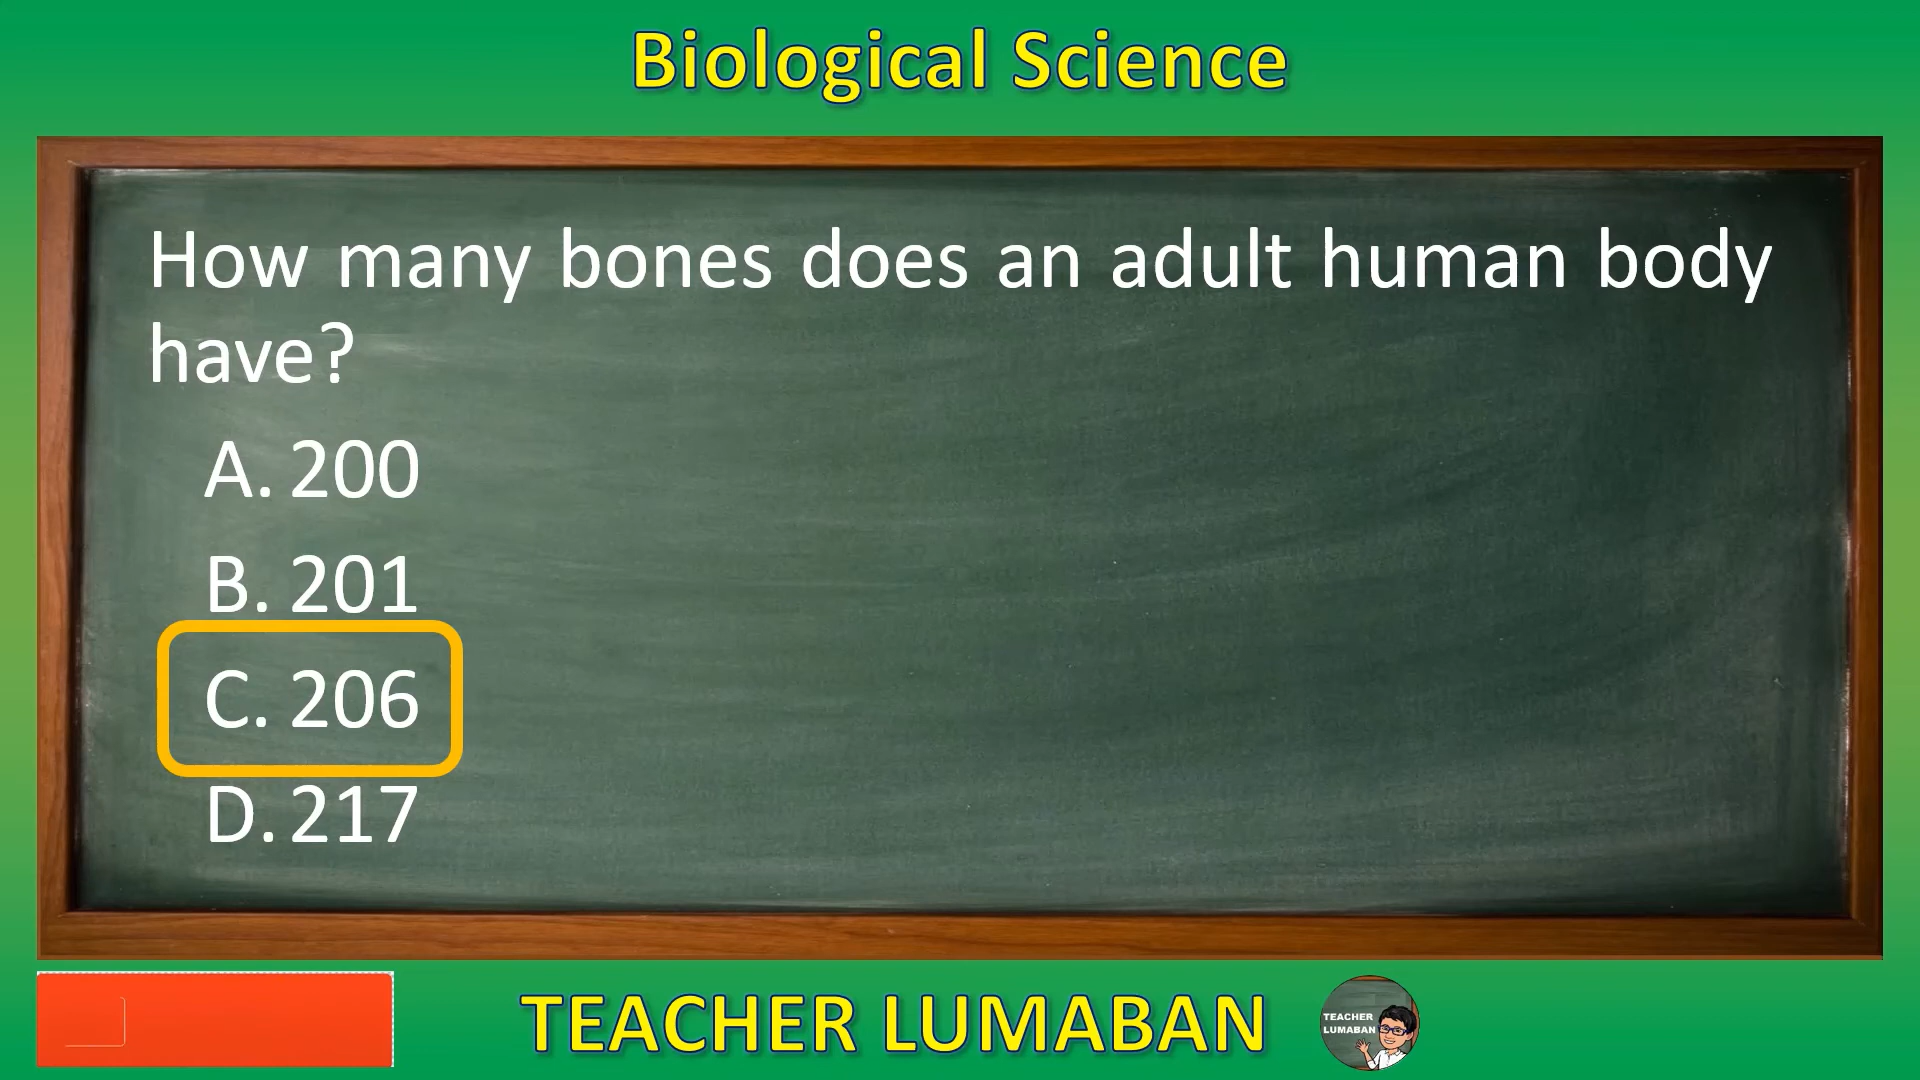 Biological Science
How many bones does an adult human body
have?
A. 200
B. 201
C. 206
D. 217
TEACHER LUMABAN
TEACHER
LUMABAN